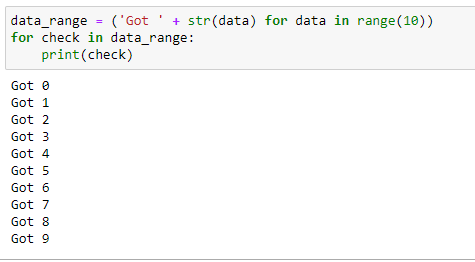 data_range = ('Got ' + str(data) for data in range(10))
for check in data_range:
    print(check)
Got 0
Got 1
Got 2
Got 3
Got 4
Got 5
Got 6
Got 7
Got 8
Got 9